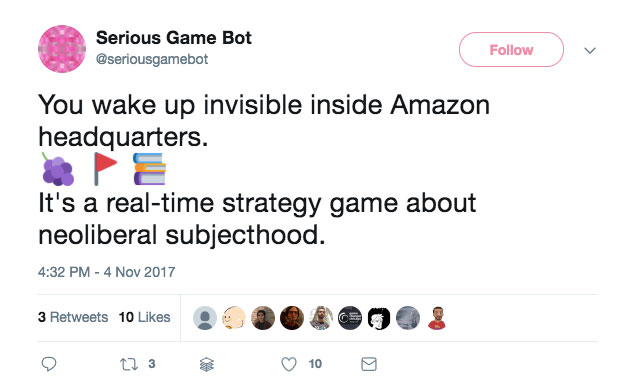 Serious Game Bot
@seriousgamebot
Follow
You wake up invisible inside Amazon
headquarters.
It's a real-time strategy game about
neoliberal subjecthood.
4:32 PM - 4 Nov 2017
3 Retweets 10 Likes
3 10